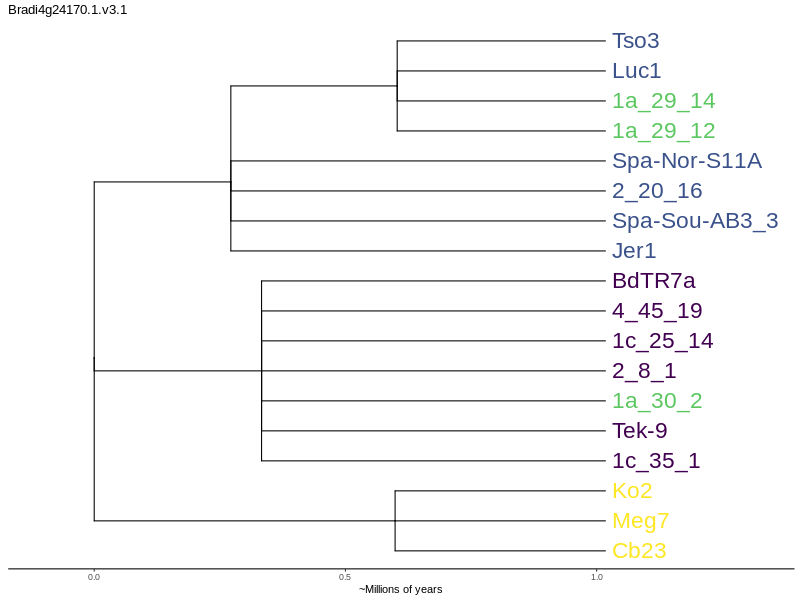 Bradi4g24170.1.v3.1
Tso3
Luc1
1a_29_14
1a_29_12
Spa-Nor-S11A
2_20_16
Spa-Sou-AB3_3
Jer1
BdTR7a
4_45_19
1c_25_14
2_8_1
1a_30_2
Tek-9
1c_35_1
Ko2
Meg7
Cb23
0.0 0.5 1.0
~Millions of years